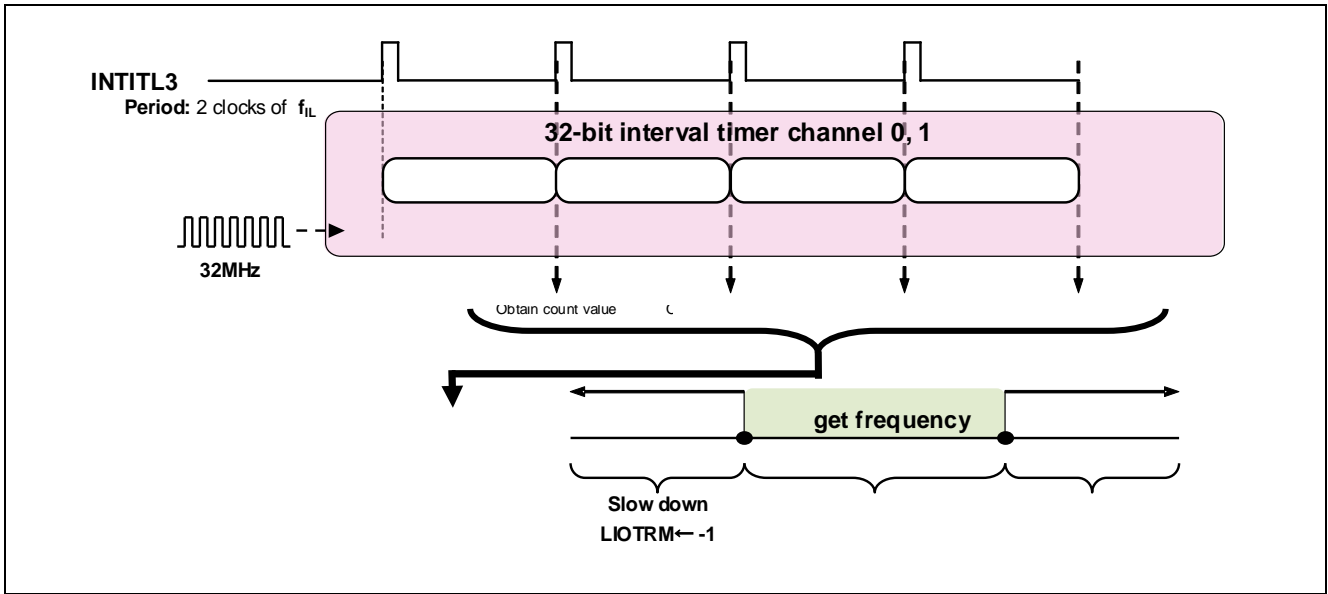 INTITL3
Period: 2 clocks of fIL
32-bit interval timer channel 0, 1
32MHz
Obtain count value
get frequency
Slow down
LIOTRM← -1